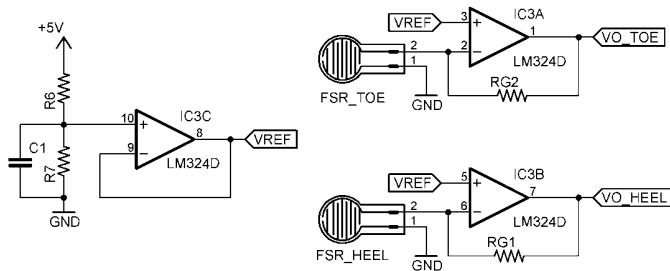 +5V
R6
C1
R7
GND
10
9
8
IC3C
LM324D
VREF
VREF
3
2
1
IC3A
LM324D
VO_TOE
2
1
FSR_TOE
GND
RG2
VREF
5
6
7
IC3B
LM324D
VO_HEEL
2
1
FSR_HEEL
GND
RG1